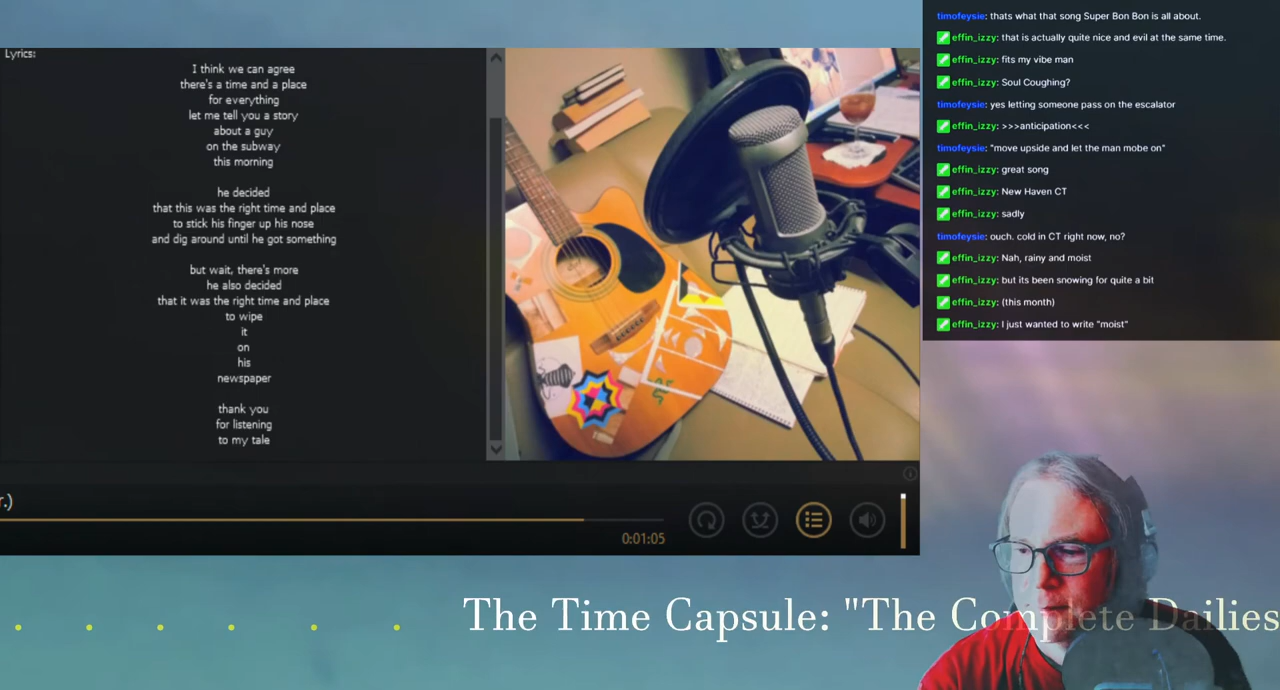 Lyrics:
I think we can agree
there's a time and a place
for everything
let me tell you a story
about a guy
on the subway
this morning
he decided
that this was the right time and place
to stick his finger up his nose
and dig around until he got something
but wait, there's more
he also decided
that it was the right time and place
to wipe
it
on
his
newspaper
thank you
for listening
to my tale
r.)
0:01:05
timofeysie: thats what that song Super Bon Bon is all about.
effin_izzy: that is actually quite nice and evil at the same time.
effin_izzy: fits my vibe man
effin_izzy: Soul Coughing?
timofeysie: yes letting someone pass on the escalator
effin_izzy: >>>anticipation<<<
timofeysie: "move upside and let the man mobe on"
effin_izzy: great song
effin_izzy: New Haven CT
effin_izzy: sadly
timofeysie: ouch. cold in CT right now, no?
effin_izzy: Nah, rainy and moist
effin_izzy: but its been snowing for quite a bit
effin_izzy: (this month)
effin_izzy: I just wanted to write "moist"
The Time Capsule: "The Complete Dailies